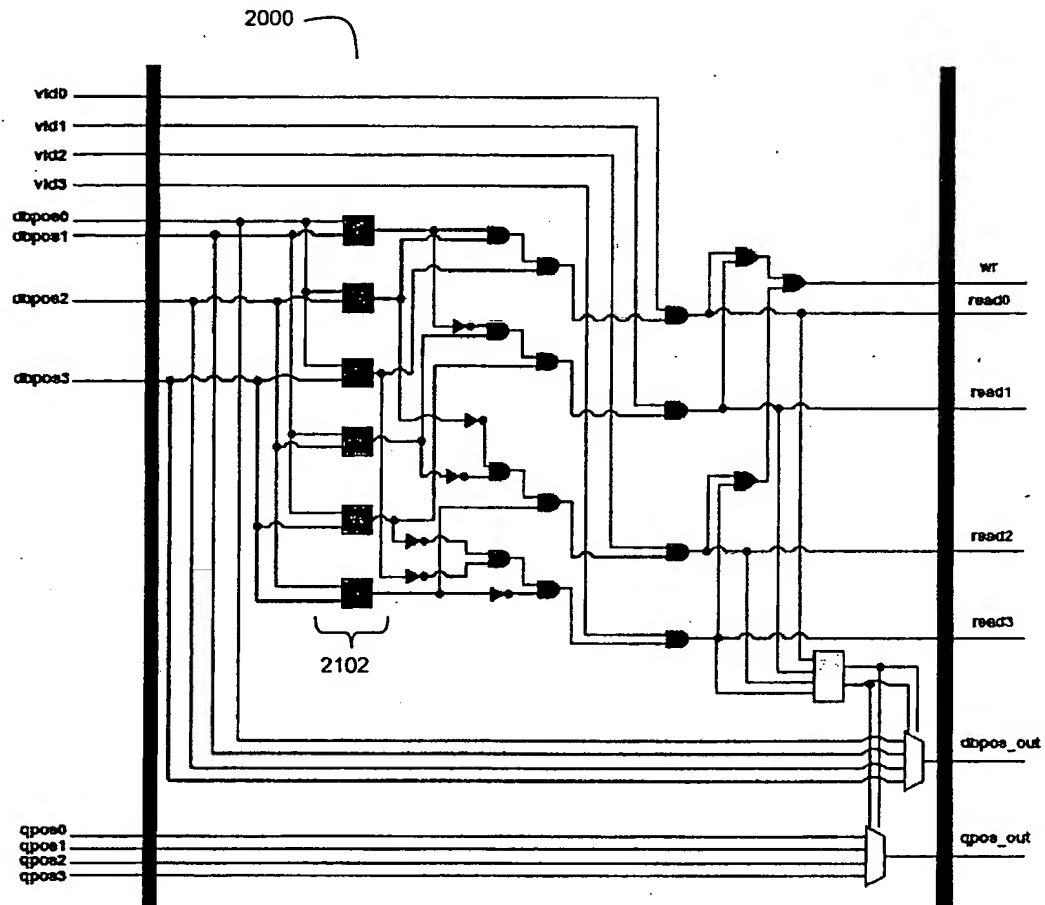 2000
vld0
vld1
vld2
vld3
dbpos0
dbpos1
dbpos2
dbpos3
wr
read0
read1
read2
read3
2102
dbpos_out
qpos0
qpos1
qpos2
qpos3
qpos_out